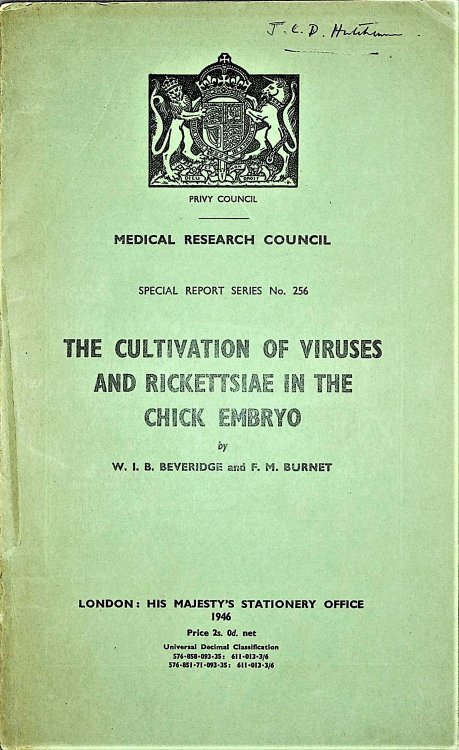 J. C. D. Hutchinson
PRIVY COUNCIL
MEDICAL RESEARCH COUNCIL
SPECIAL REPORT SERIES No. 256
THE CULTIVATION OF VIRUSES
AND RICKETTSIAE IN THE
CHICK EMBRYO
by
W. I. B. BEVERIDGE and F. M. BURNET
LONDON: HIS MAJESTY'S STATIONERY OFFICE
1946
Price 2s. 0d. net
Universal Decimal Classification
576·858·093·35: 611-013·3/6
576·851·71·093·35: 611-013·3/6